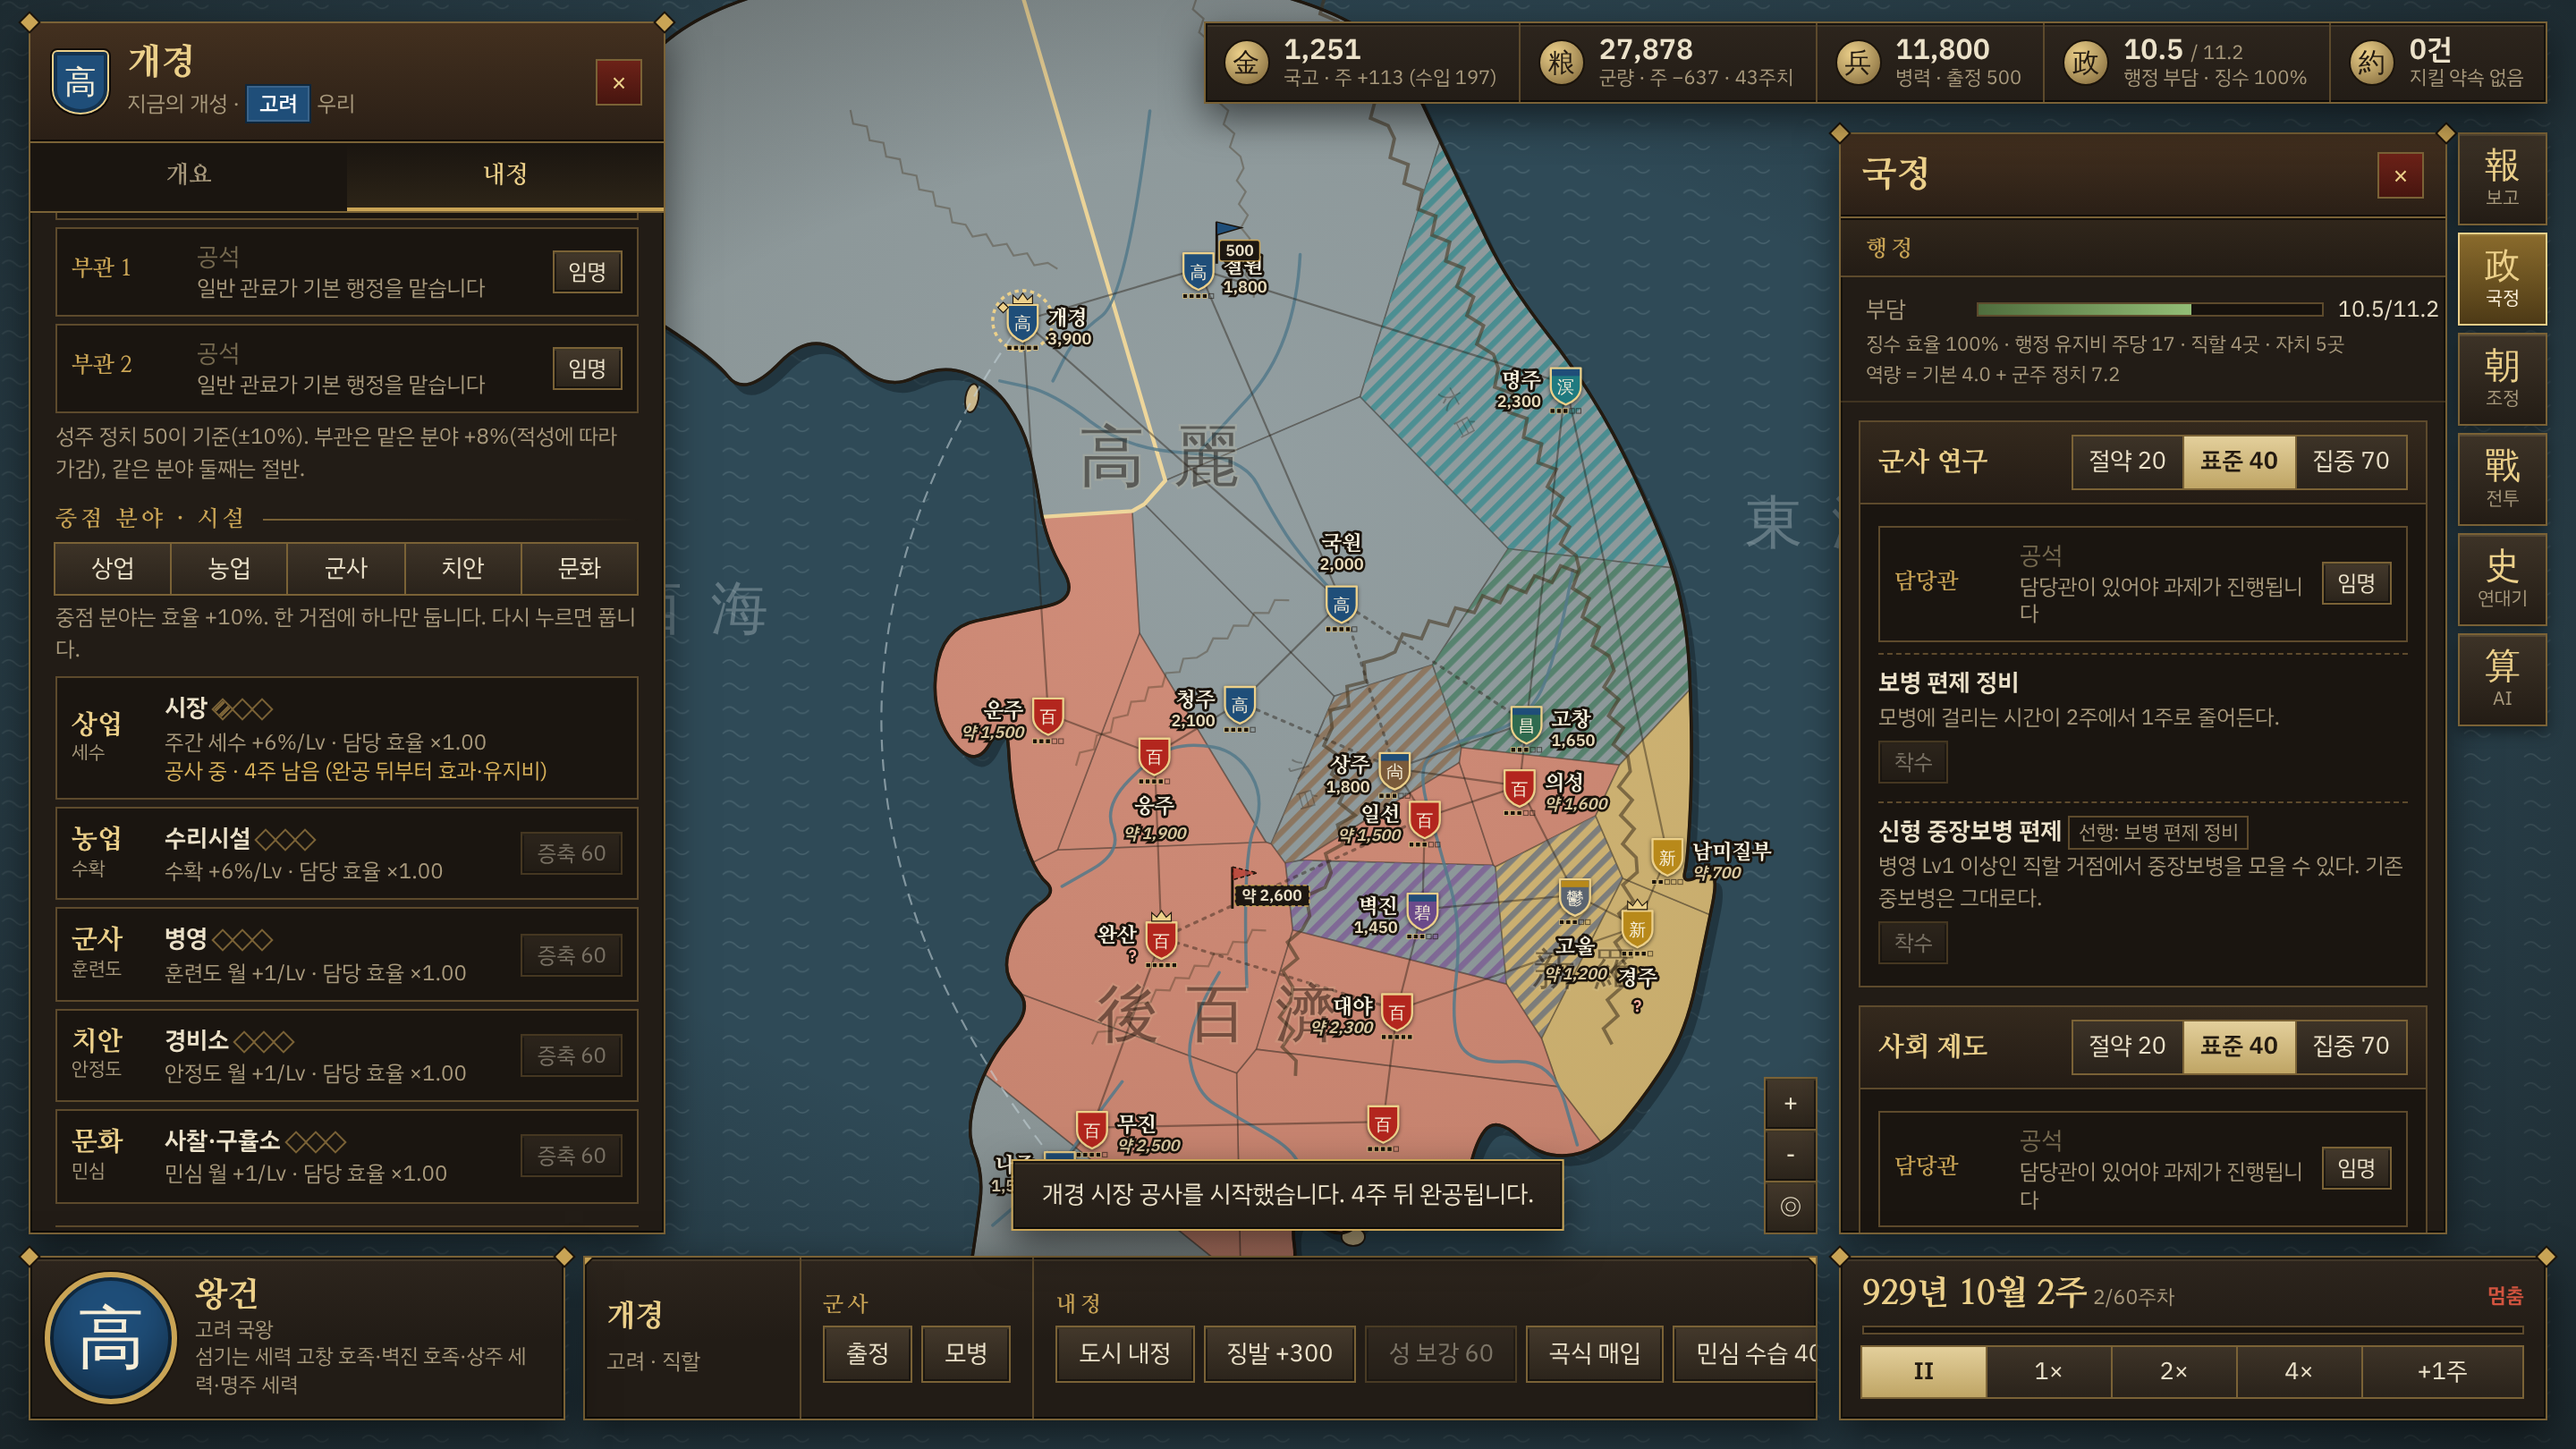 高
개경
지금의 개성 · 고려 우리
×
개요
내정
부관 1
공석
일반 관료가 기본 행정을 맡습니다
임명
부관 2
공석
일반 관료가 기본 행정을 맡습니다
임명
성주 정치 50이 기준(±10%). 부관은 맡은 분야 +8%(적성에 따라
가감), 같은 분야 둘째는 절반.
중점 분야 · 시설
상업
농업
군사
치안
문화
중점 분야는 효율 +10%. 한 거점에 하나만 둡니다. 다시 누르면 풉니
다.
상업
세수
시장
주간 세수 +6%/Lv · 담당 효율 ×1.00
공사 중 · 4주 남음 (완공 뒤부터 효과·유지비)
농업
수확
수리시설
수확 +6%/Lv · 담당 효율 ×1.00
증축 60
군사
훈련도
병영
훈련도 월 +1/Lv · 담당 효율 ×1.00
증축 60
치안
안정도
경비소
안정도 월 +1/Lv · 담당 효율 ×1.00
증축 60
문화
민심
사찰·구휼소
민심 월 +1/Lv · 담당 효율 ×1.00
증축 60
金
1,251
국고 · 주 +113 (수입 197)
粮
27,878
군량 · 주 −637 · 43주치
兵
11,800
병력 · 출정 500
政
10.5 / 11.2
행정 부담 · 징수 100%
約
0건
지킬 약속 없음
500
高
철원
1,800
高
개경
3,900
명주
2,300
溟
高 麗
東
海
국원
2,000
高
운주
약 1,500
百
청주
2,100
高
百
웅주
약 1,900
昌
고창
1,650
상주
1,800
尙
百
의성
약 1,600
일선
약 1,500
百
新
남미질부
약 700
약 2,600
벽진
1,450
碧
鬱
고울
약 1,200
新
경주
?
완산
?
百
後 百 濟
대야
약 2,300
百
百
무진
약 2,500
百
개경 시장 공사를 시작했습니다. 4주 뒤 완공됩니다.
+
-
◎
국정
×
행정
부담
10.5/11.2
징수 효율 100% · 행정 유지비 주당 17 · 직할 4곳 · 자치 5곳
역량 = 기본 4.0 + 군주 정치 7.2
군사 연구
절약 20
표준 40
집중 70
담당관
공석
담당관이 있어야 과제가 진행됩니
다
임명
보병 편제 정비
모병에 걸리는 시간이 2주에서 1주로 줄어든다.
착수
신형 중장보병 편제 선행: 보병 편제 정비
병영 Lv1 이상인 직할 거점에서 중장보병을 모을 수 있다. 기존
중보병은 그대로다.
착수
사회 제도
절약 20
표준 40
집중 70
담당관
공석
담당관이 있어야 과제가 진행됩니
다
임명
報
보고
政
국정
朝
조정
戰
전투
史
연대기
算
AI
高
왕건
고려 국왕
섬기는 세력 고창 호족·벽진 호족·상주 세
력·명주 세력
개경
고려 · 직할
군사
출정
모병
내정
도시 내정
징발 +300
성 보강 60
곡식 매입
민심 수습 40
929년 10월 2주 2/60주차
멈춤
II
1×
2×
4×
+1주